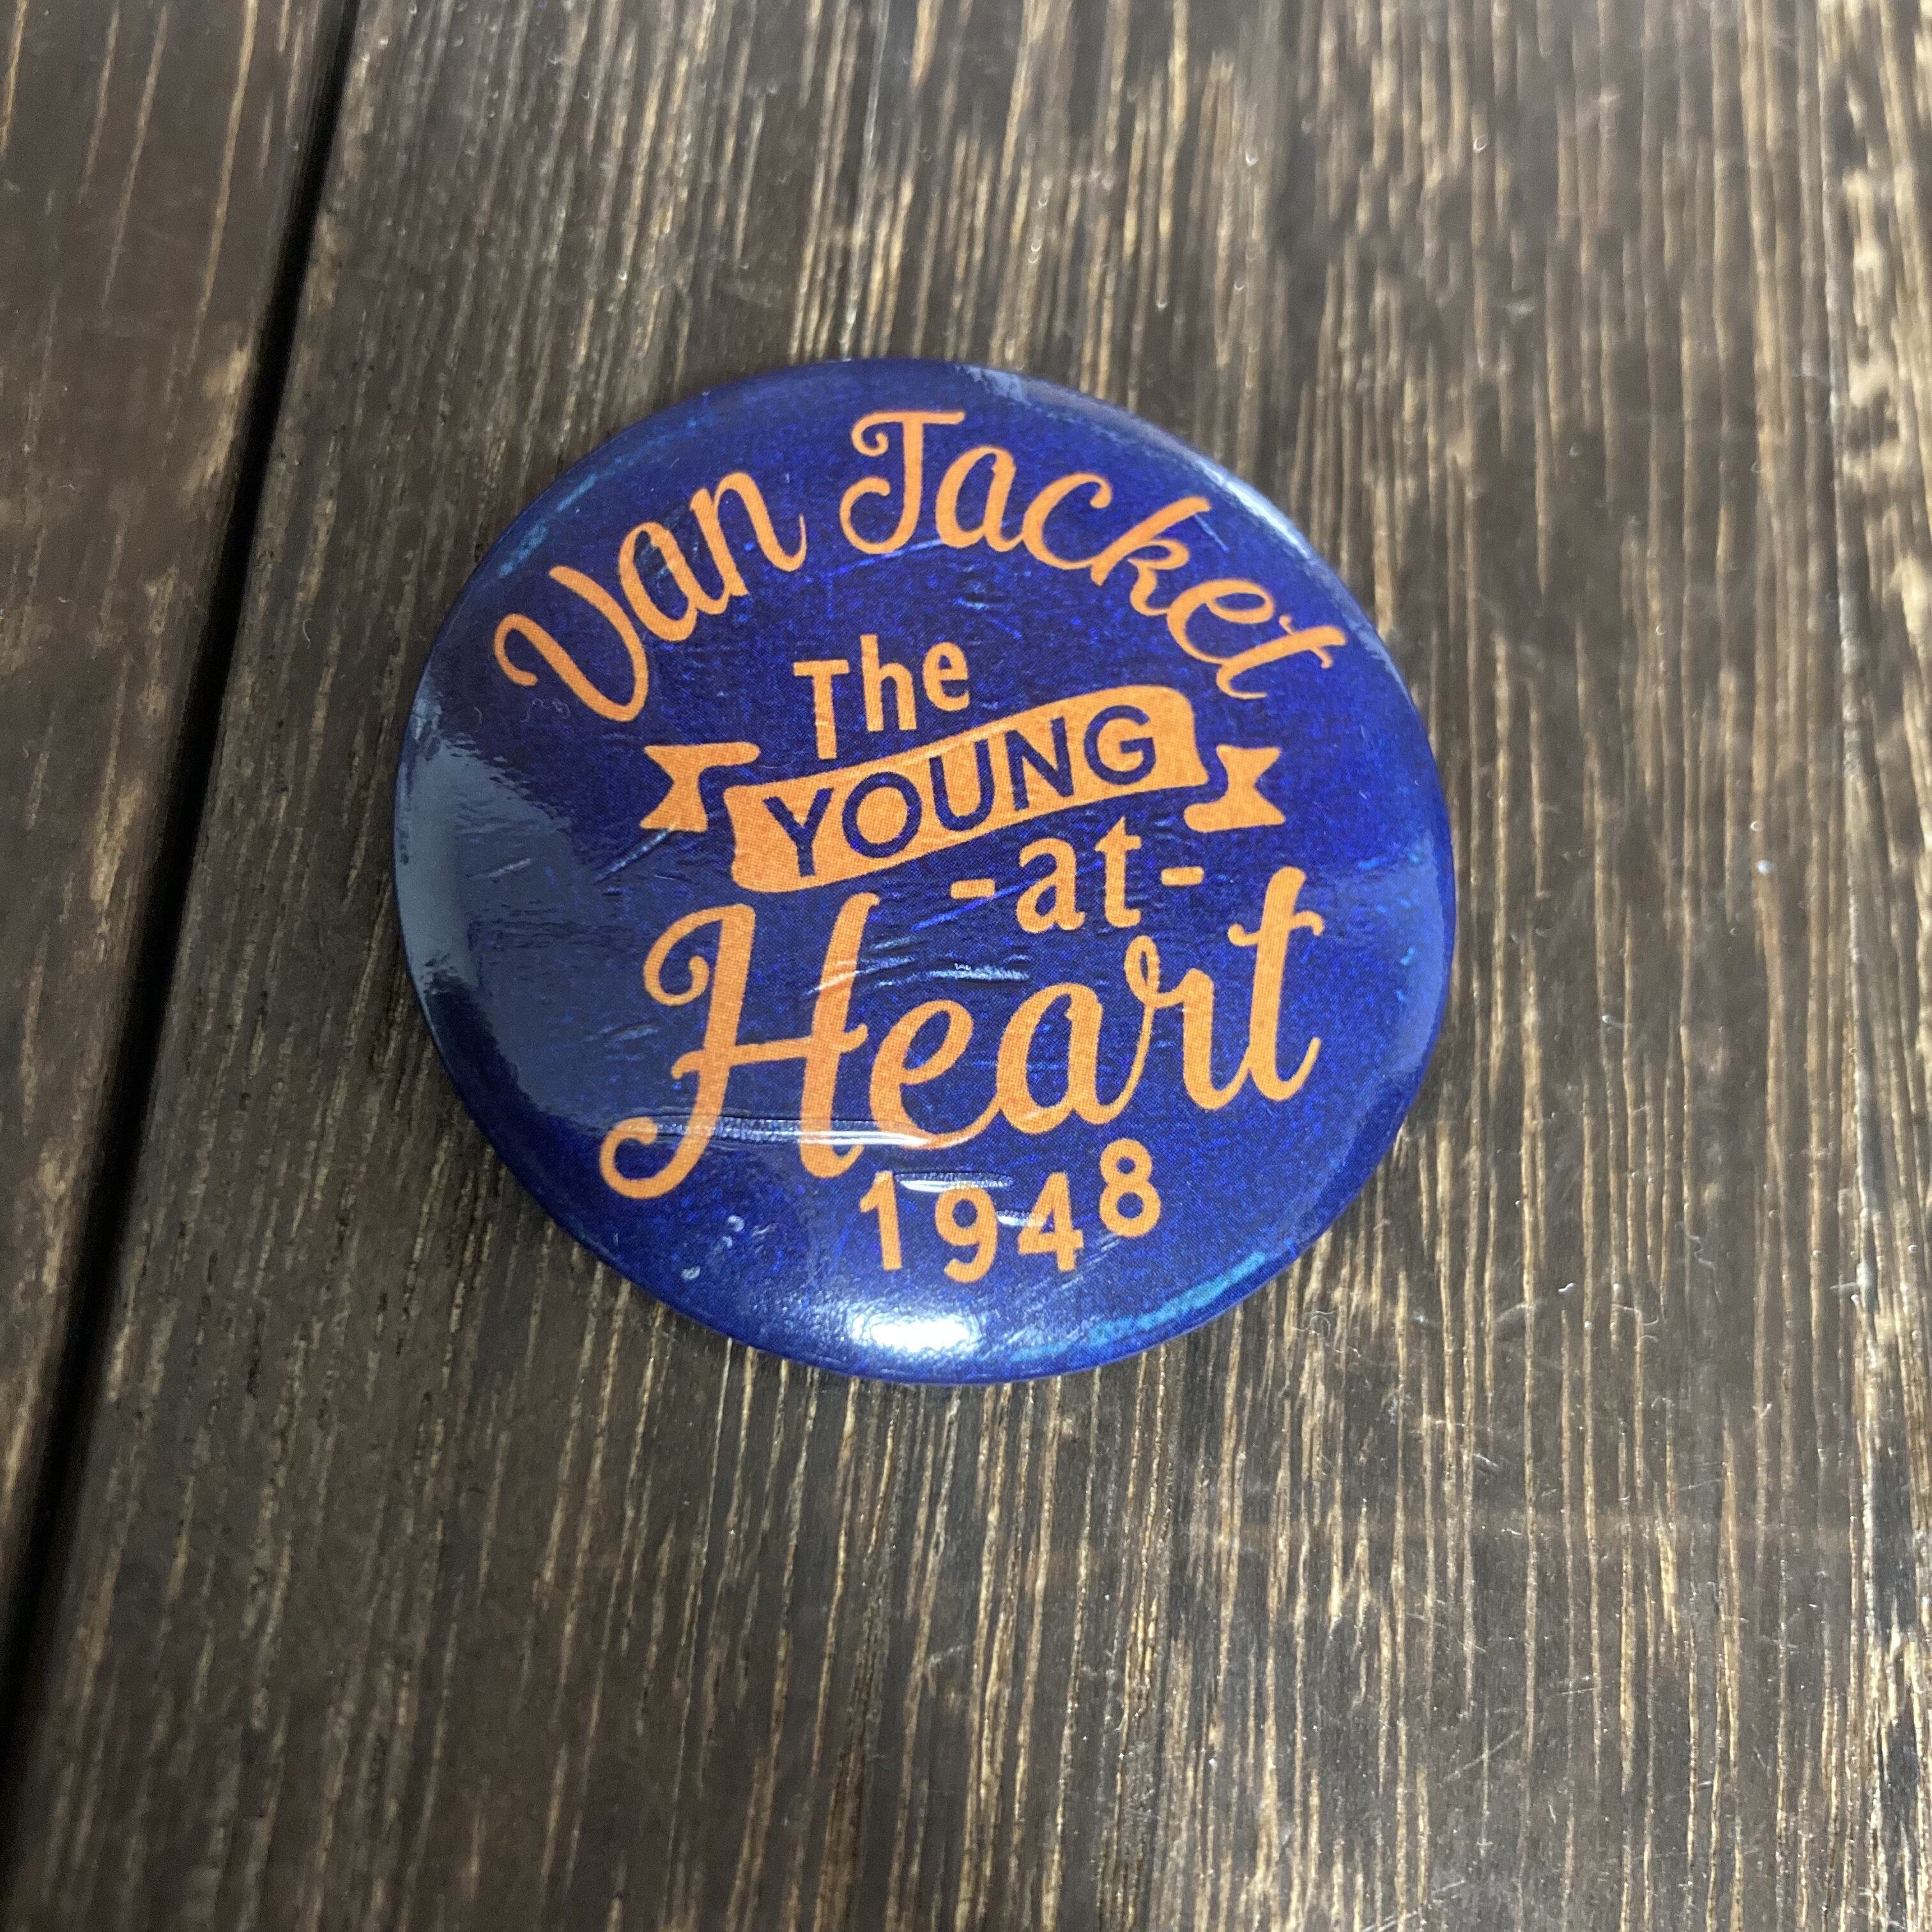 Van Jacket
The
YOUNG
-at-
Heart
1948